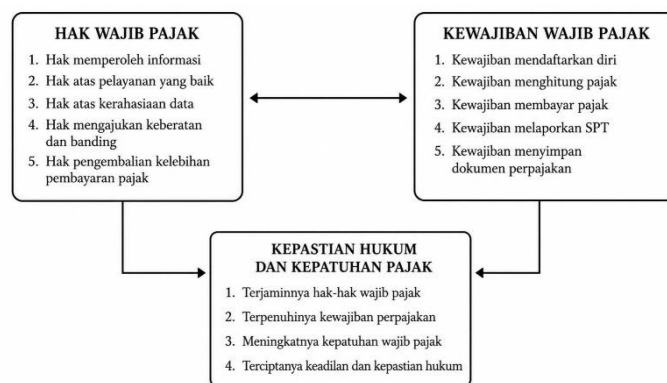 HAK WAJIB PAJAK
1. Hak memperoleh informasi
2. Hak atas pelayanan yang baik
3. Hak atas kerahasiaan data
4. Hak mengajukan keberatan
dan banding
5. Hak pengembalian kelebihan
pembayaran pajak
KEWAJIBAN WAJIB PAJAK
1. Kewajiban mendaftarkan diri
2. Kewajiban menghitung pajak
3. Kewajiban membayar pajak
4. Kewajiban melaporkan SPT
5. Kewajiban menyimpan
dokumen perpajakan
KEPASTIAN HUKUM
DAN KEPATUHAN PAJAK
1. Terjaminnya hak-hak wajib pajak
2. Terpenuhinya kewajiban perpajakan
3. Meningkatnya kepatuhan wajib pajak
4. Terciptanya keadilan dan kepastian hukum